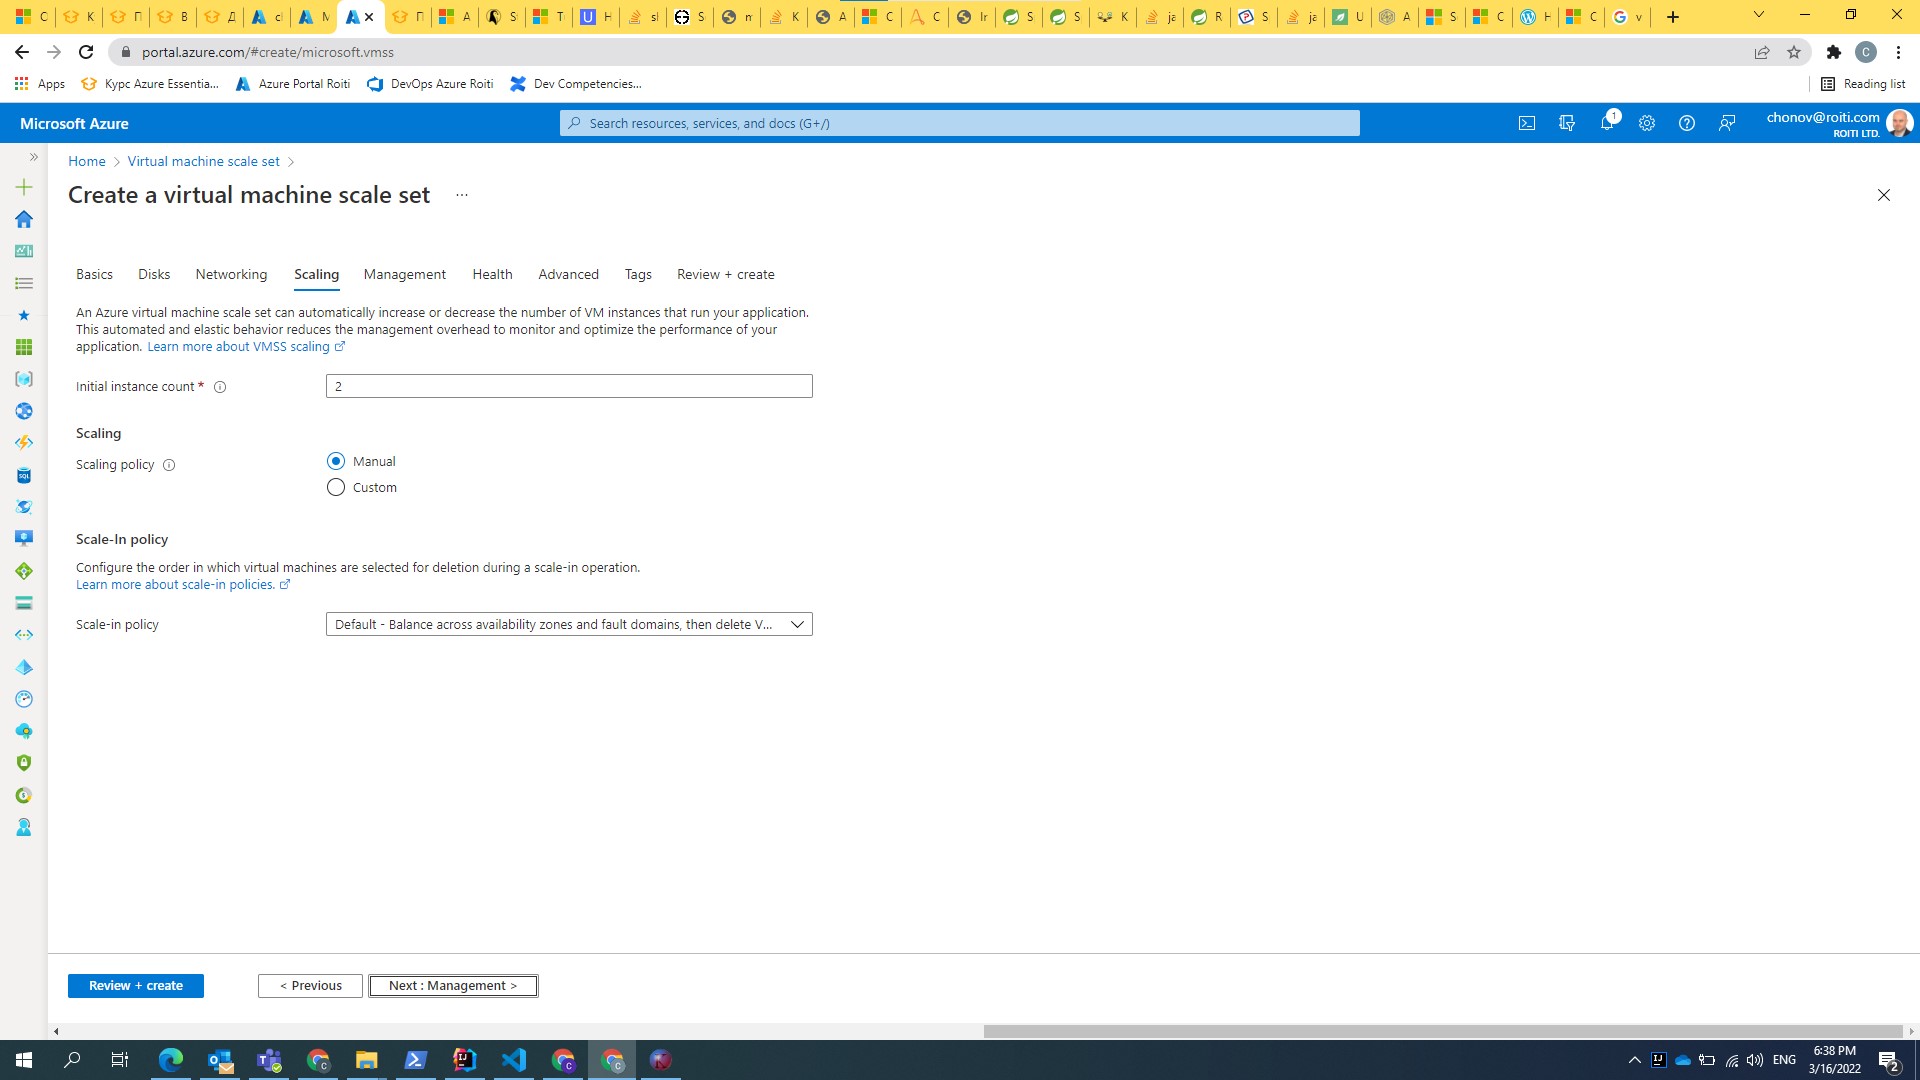 portal.azure.com/#create/microsoft.vmss
Apps
Курс Azure Essentia...
Azure Portal Roiti
DevOps Azure Roiti
Dev Competencies...
Reading list
Microsoft Azure
Search resources, services, and docs (G+/)
1
chonov@roiti.com
ROITI LTD.
Home
Virtual machine scale set
Create a virtual machine scale set
...
Basics
Disks
Networking
Scaling
Management
Health
Advanced
Tags
Review + create
An Azure virtual machine scale set can automatically increase or decrease the number of VM instances that run your application.
This automated and elastic behavior reduces the management overhead to monitor and optimize the performance of your
application. Learn more about VMSS scaling
Initial instance count *
2
Scaling
Scaling policy
Manual
Custom
Scale-In policy
Configure the order in which virtual machines are selected for deletion during a scale-in operation.
Learn more about scale-in policies.
Scale-in policy
Default - Balance across availability zones and fault domains, then delete V...
Review + create
< Previous
Next : Management >
ENG
6:38 PM
3/16/2022
2